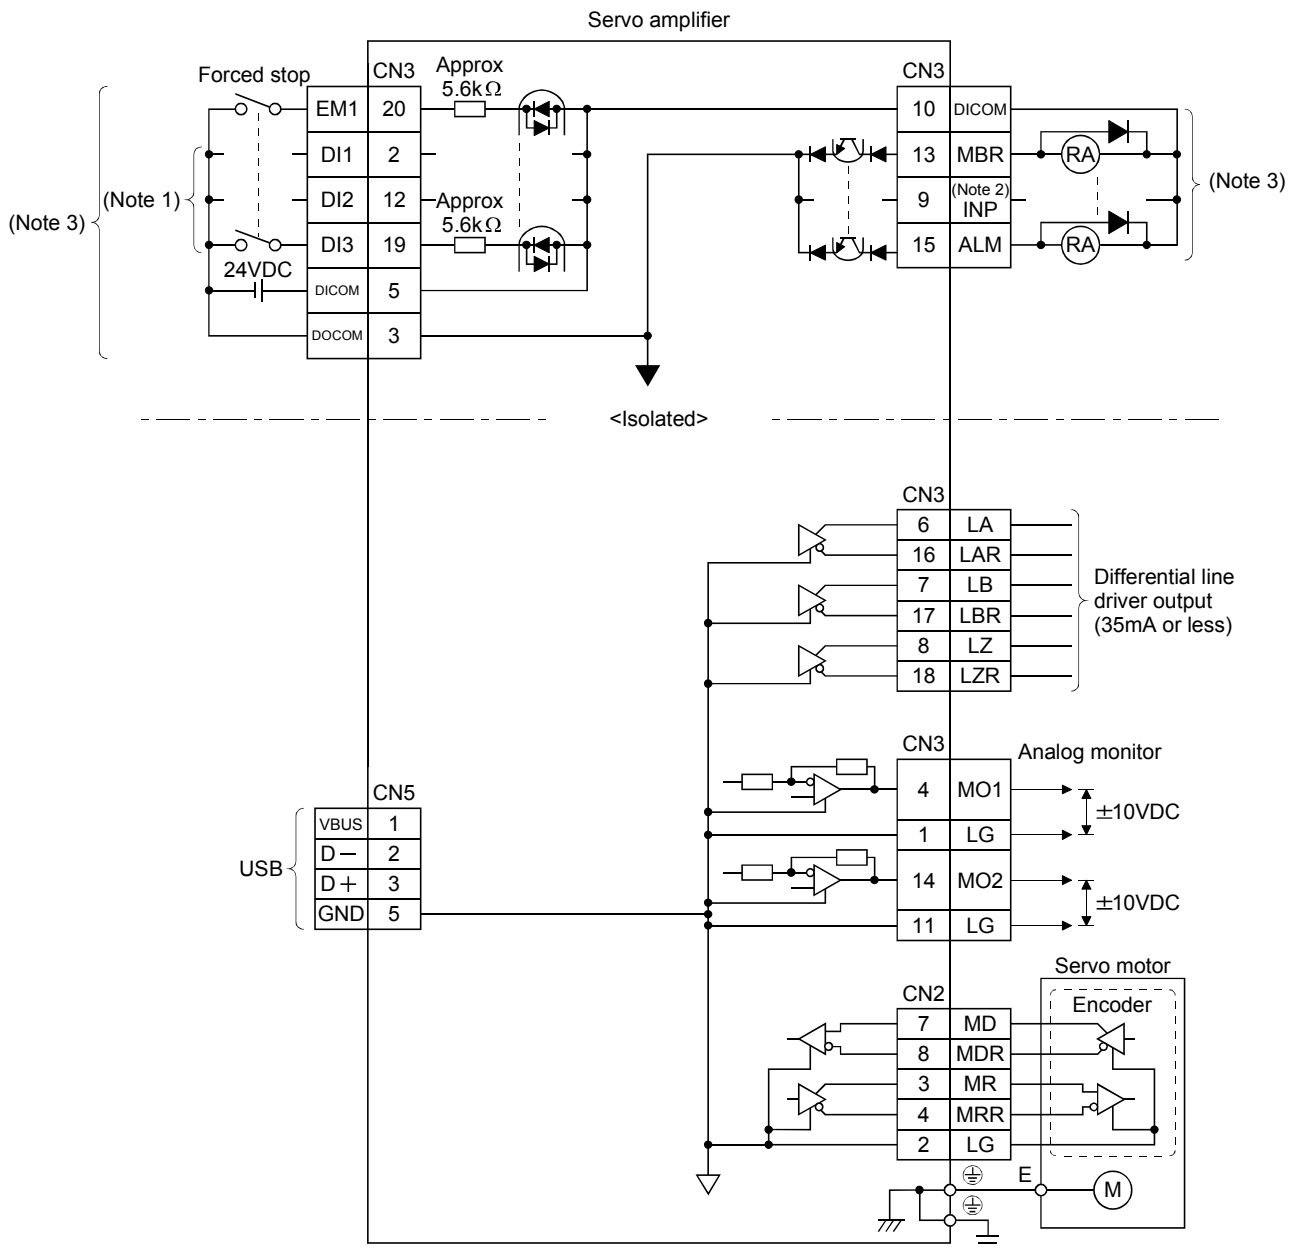 Servo amplifier
Forced stop
CN3
Approx
5.6kΩ
EM1 20
DI1 2
DI2 12
Approx
5.6kΩ
DI3 19
24VDC
DICOM 5
DOCOM 3
(Note 1)
(Note 3)
CN3
10 DICOM
13 MBR
RA
9 (Note 2)
INP
15 ALM
RA
(Note 3)
<Isolated>
CN3
6 LA
16 LAR
7 LB
17 LBR
8 LZ
18 LZR
Differential line
driver output
(35mA or less)
CN3
Analog monitor
4 MO1
±10VDC
1 LG
14 MO2
±10VDC
11 LG
CN5
VBUS 1
D− 2
D+ 3
GND 5
USB
Servo motor
Encoder
CN2
7 MD
8 MDR
3 MR
4 MRR
2 LG
E
M